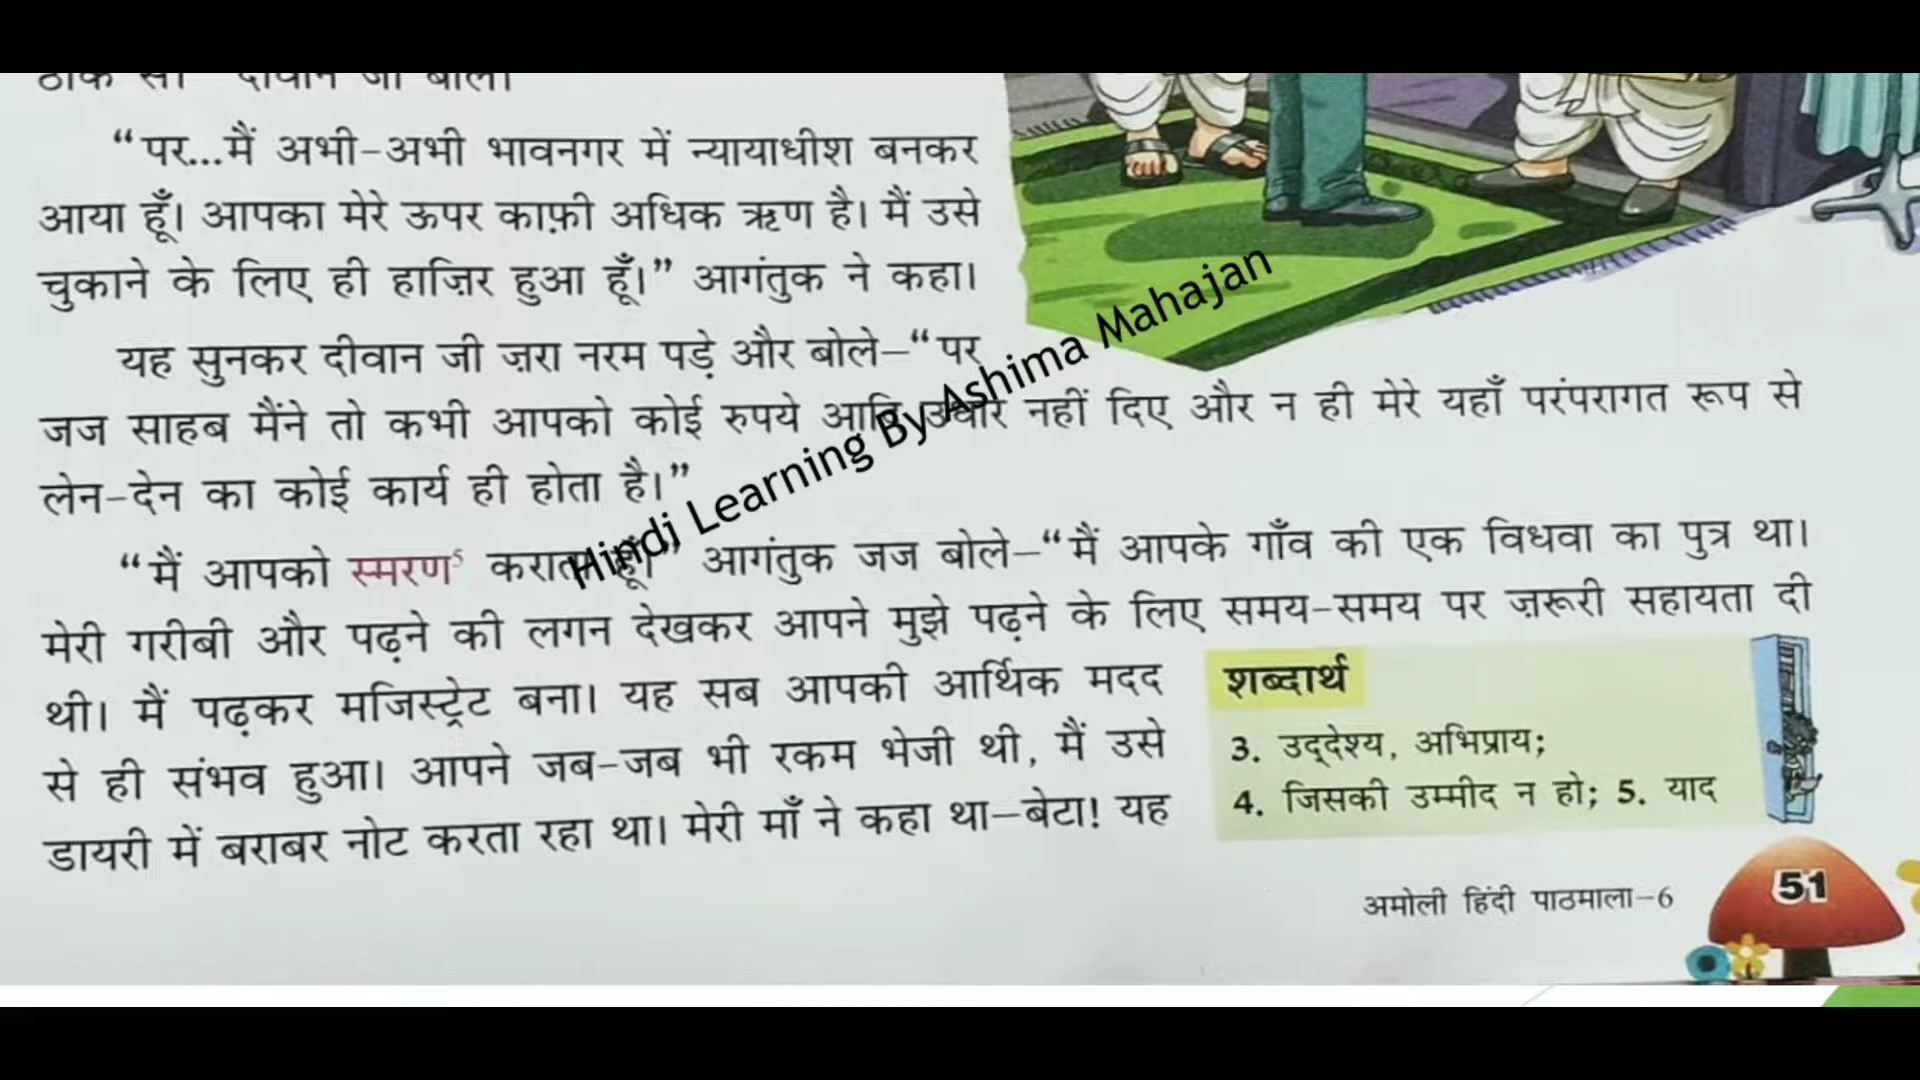 “पर...मैं अभी-अभी भावनगर में न्यायाधीश बनकर
आया हूँ। आपका मेरे ऊपर काफ़ी अधिक ऋण है। मैं उसे
चुकाने के लिए ही हाज़िर हुआ हूँ।” आगंतुक ने कहा।
यह सुनकर दीवान जी ज़रा नरम पड़े और बोले–“पर
जज साहब मैंने तो कभी आपको कोई रुपये आदि उधार नहीं दिए और न ही मेरे यहाँ परंपरागत रूप से
लेन-देन का कोई कार्य ही होता है।”
“मैं आपको स्मरण⁵ कराता हूँ।” आगंतुक जज बोले–“मैं आपके गाँव की एक विधवा का पुत्र था।
मेरी गरीबी और पढ़ने की लगन देखकर आपने मुझे पढ़ने के लिए समय-समय पर ज़रूरी सहायता दी
थी। मैं पढ़कर मजिस्ट्रेट बना। यह सब आपकी आर्थिक मदद
से ही संभव हुआ। आपने जब-जब भी रकम भेजी थी, मैं उसे
डायरी में बराबर नोट करता रहा था। मेरी माँ ने कहा था–बेटा! यह
शब्दार्थ
3. उद्देश्य, अभिप्राय;
4. जिसकी उम्मीद न हो; 5. याद
अमोली हिंदी पाठमाला–6
51
Hindi Learning By Ashima Mahajan